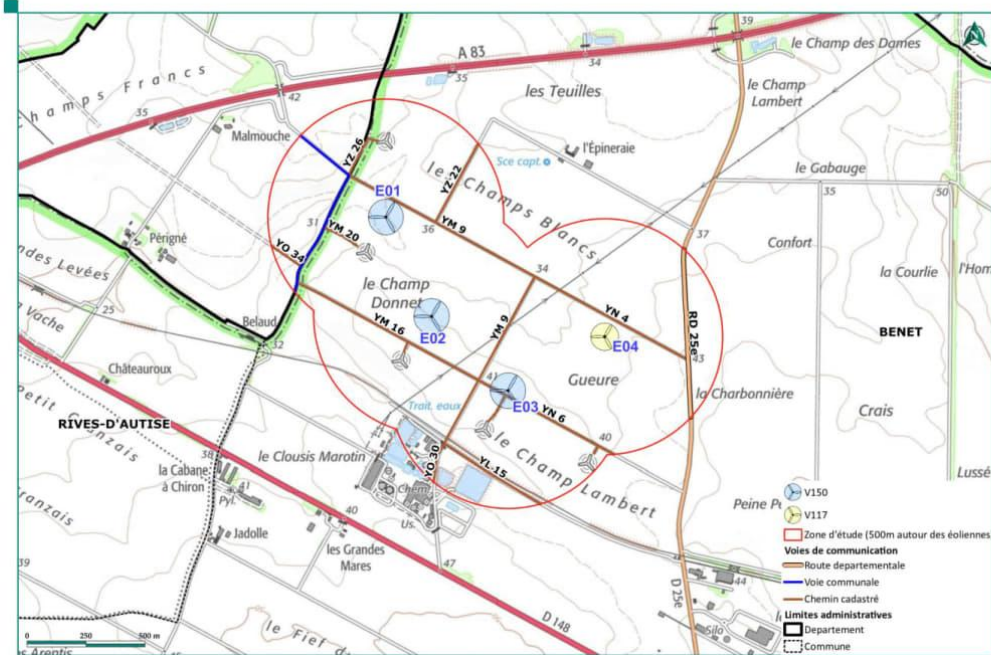 39
le Champ des Dames
A 83
35
34
Champs Francs
42
les Teuilles
le Champ
Lambert
35
Malmouche
YZ 26
l'Épineraie
Sce capt.
le Gabauge
YZ 22
le Champs Blancs
E01
35
50
31
YM 20
36
YM 9
37
Périgné
YO 34
Confort
ndes Levées
34
la Courlie
l'Hom
le Champ
Donnet
Vache
25
YM 9
YN 4
RD 25e
YM 16
Belaud
E02
E04
BENET
32
43
Châteauroux
41
Gueure
E03
la Charbonnière
Trait. eaux
YN 6
Crais
RIVES-D'AUTISE
40
38
le Clousis Marotin
YO 30
YL 15
le Champ Lambert
la Cabane
à Chiron
41
Pyl.
Chem.
Us.
Peine
Lussé
V150
V117
40
Jadolle
Zone d'étude (500m autour des éoliennes
les Grandes
Mares
Voies de communication
Route departementale
39
47
44
Voie communale
D 25e
Chemin cadastré
D 148
Limites administratives
Silo
Departement
0 250 500 m
le Fief
Commune